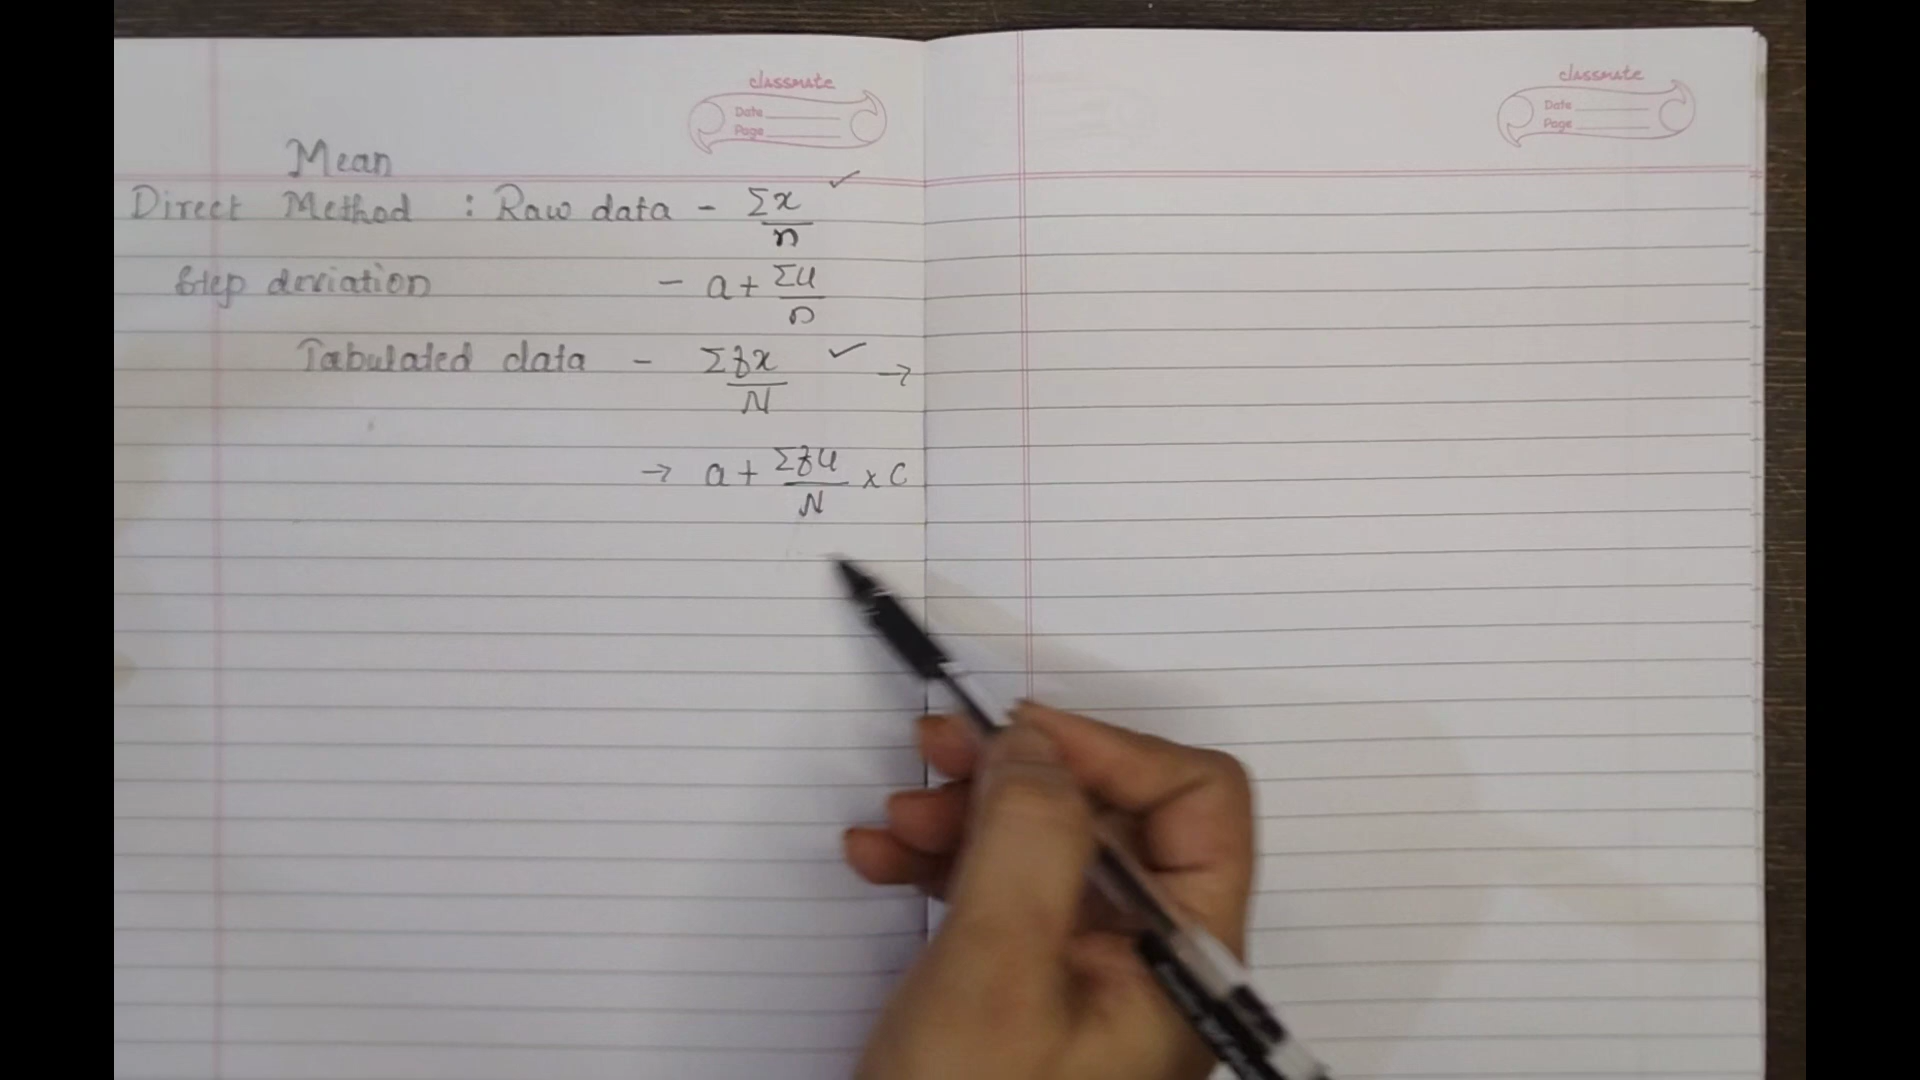 classmate
Date
Page
classmate
Date
Page
Mean
Direct Method : Raw data - Σx/n ✓
Step deviation - a + Σu/n
Tabulated data - Σfx/N ✓ →
→ a + Σfu/N × C